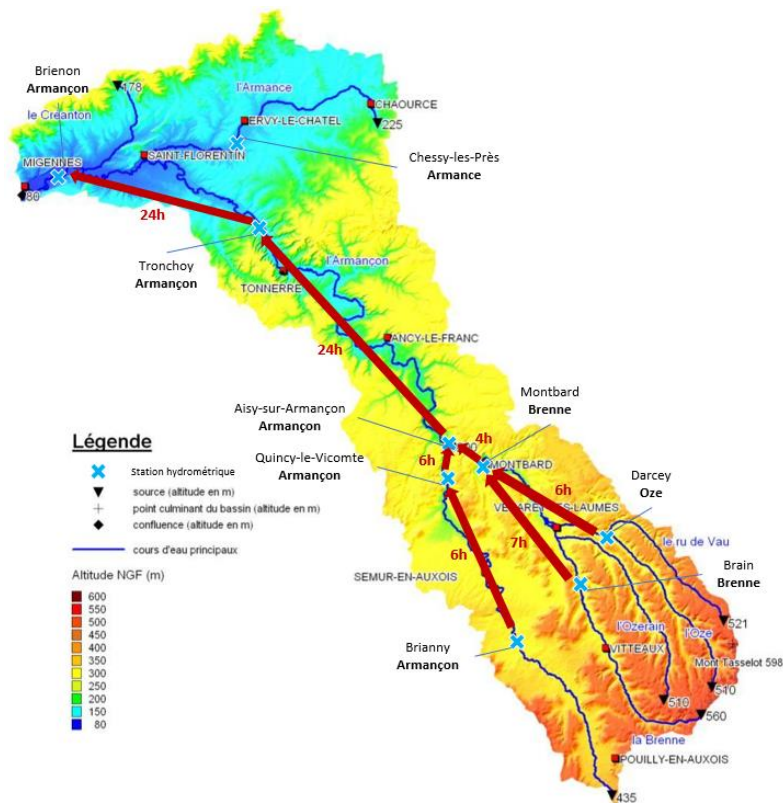 Brienon
Armançon
178
l'Armance
le Créanton
CHAOURCE
ERVY-LE-CHATEL
225
MIGENNES
SAINT-FLORENTIN
Chessy-les-Près
Armance
80
24h
Tronchoy
Armançon
l'Armançon
TONNERRE
24h
ANCY-LE-FRANC
Montbard
Brenne
Aisy-sur-Armançon
Armançon
4h
Légende
Quincy-le-Vicomte
Armançon
6h
MONTBARD
Station hydrométrique
Darcey
Oze
6h
source (altitude en m)
point culminant du bassin (altitude en m)
7h
confluence (altitude en m)
le ru de Vau
cours d'eau principaux
6h
Brain
Brenne
Altitude NGF (m)
SEMUR-EN-AUXOIS
600
550
500
450
400
350
300
250
200
150
80
521
l'Ozerain
l'Oze
Brianny
Armançon
VITTEAUX
Mont Tasselot 598
510
510
560
la Brenne
POUILLY-EN-AUXOIS
435